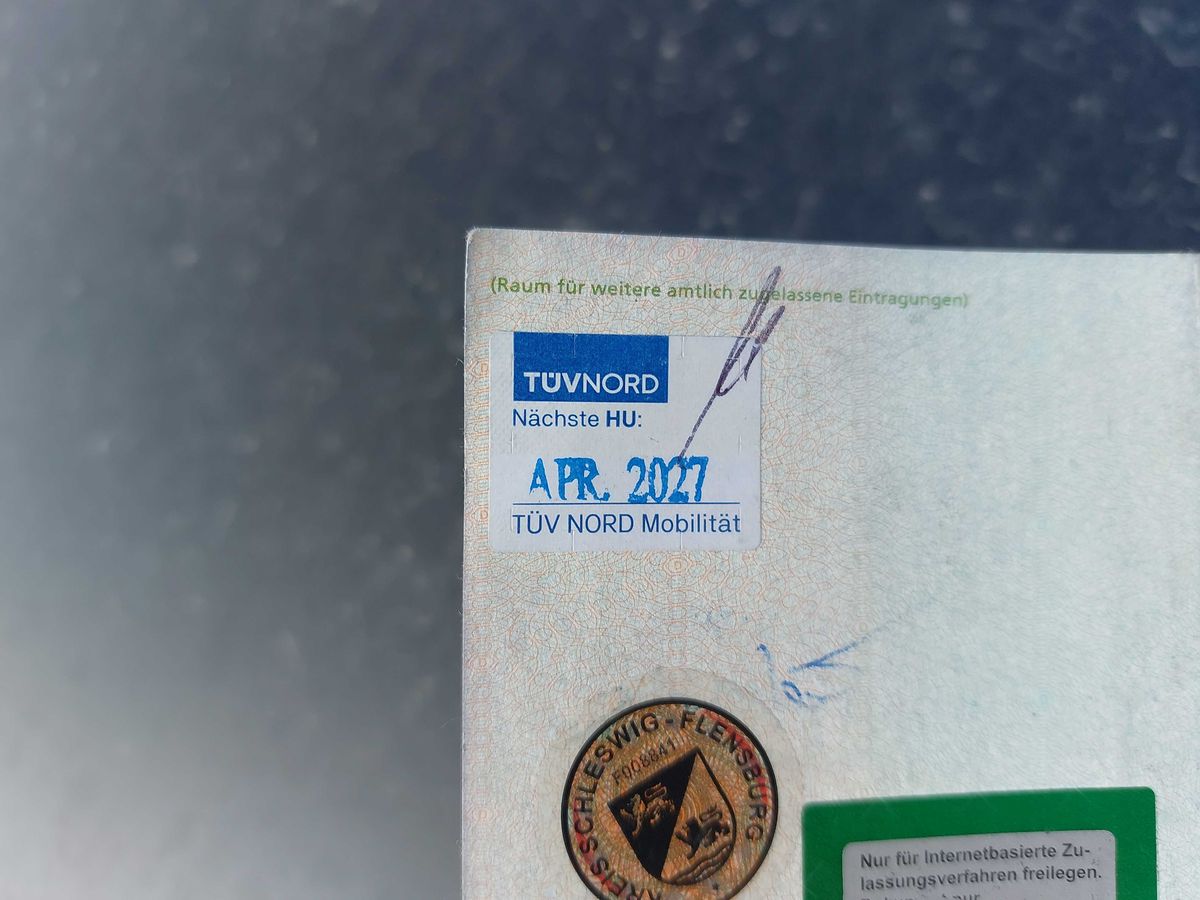 (Raum für weitere amtlich zugelassene Eintragungen)
TÜVNORD
Nächste HU:
APR. 2027
TÜV NORD Mobilität
KREIS SCHLESWIG-FLENSBURG
F008841
Nur für Internetbasierte Zu-
lassungsverfahren freilegen.